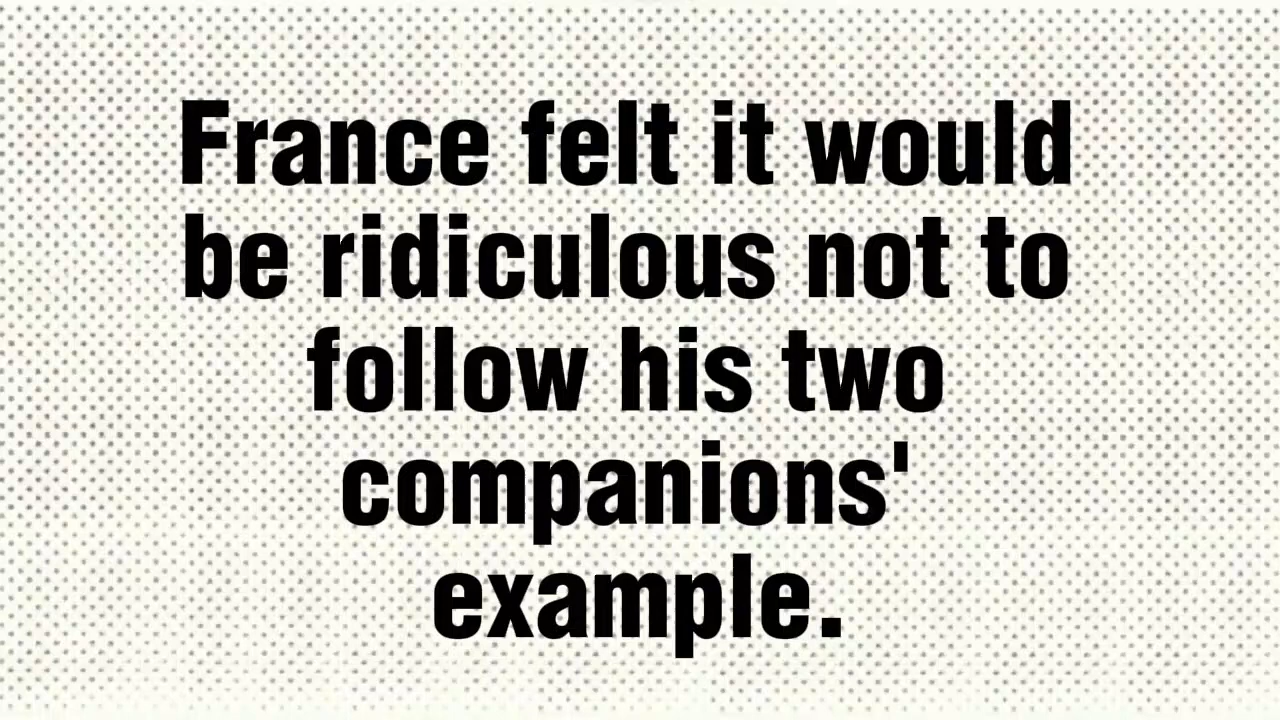 France felt it would
be ridiculous not to
follow his two
companions'
example.